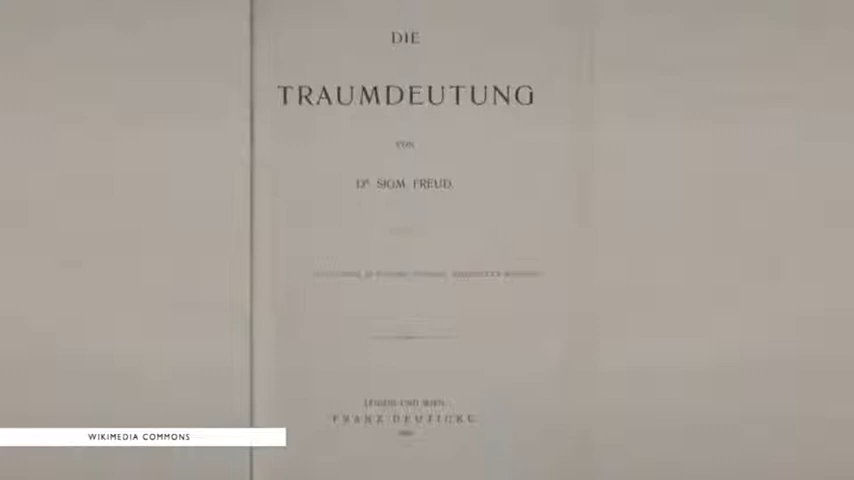 DIE
TRAUMDEUTUNG
VON
DR SIGM. FREUD.
LEIPZIG UND WIEN.
FRANZ DEUTICKE
WIKIMEDIA COMMONS